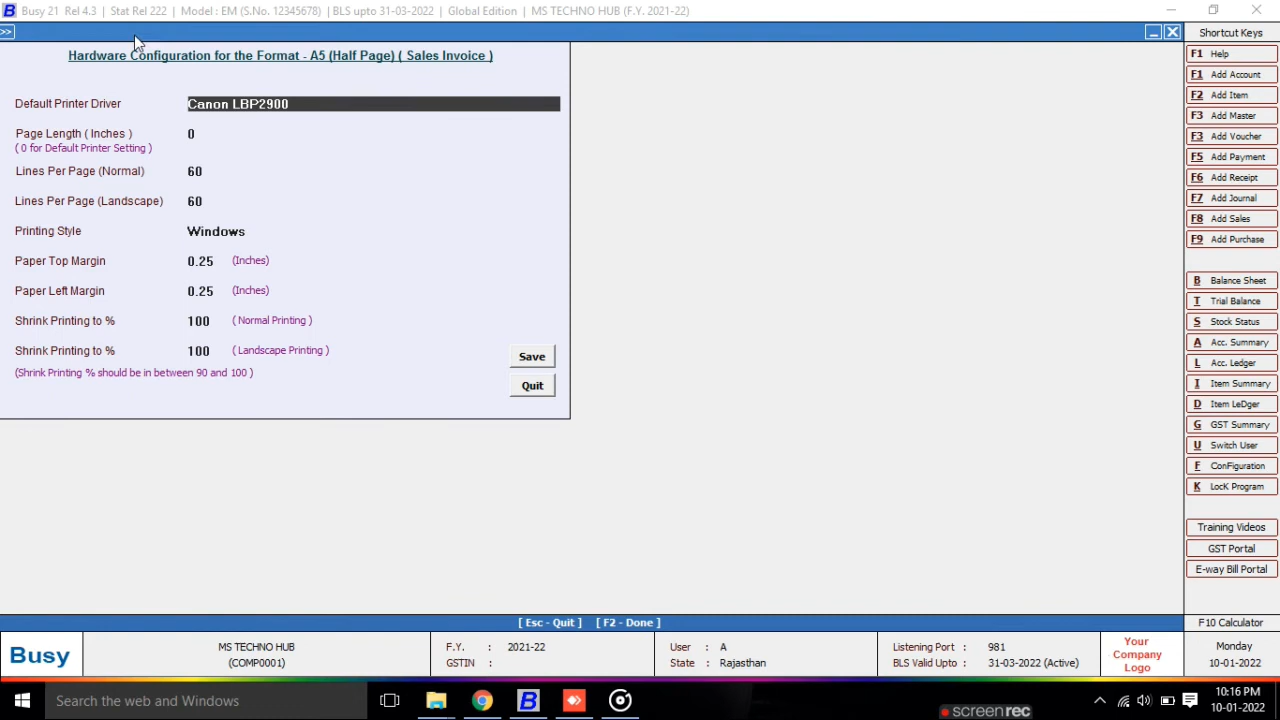 Busy 21 Rel 4.3 | Stat Rel 222 | Model : EM (S.No. 12345678) | BLS upto 31-03-2022 | Global Edition | MS TECHNO HUB (F.Y. 2021-22)
>>
Hardware Configuration for the Format - A5 (Half Page) ( Sales Invoice )
Default Printer Driver Canon LBP2900
Page Length ( Inches ) 0
( 0 for Default Printer Setting )
Lines Per Page (Normal) 60
Lines Per Page (Landscape) 60
Printing Style Windows
Paper Top Margin 0.25 (Inches)
Paper Left Margin 0.25 (Inches)
Shrink Printing to % 100 ( Normal Printing )
Shrink Printing to % 100 ( Landscape Printing )
(Shrink Printing % should be in between 90 and 100 )
Save
Quit
Shortcut Keys
F1 Help
F1 Add Account
F2 Add Item
F3 Add Master
F3 Add Voucher
F5 Add Payment
F6 Add Receipt
F7 Add Journal
F8 Add Sales
F9 Add Purchase
B Balance Sheet
T Trial Balance
S Stock Status
A Acc. Summary
L Acc. Ledger
I Item Summary
D Item LeDger
G GST Summary
U Switch User
F ConFiguration
K LocK Program
Training Videos
GST Portal
E-way Bill Portal
[ Esc - Quit ] [ F2 - Done ]
F10 Calculator
Busy
MS TECHNO HUB
(COMP0001)
F.Y. : 2021-22
GSTIN :
User : A
State : Rajasthan
Listening Port : 981
BLS Valid Upto : 31-03-2022 (Active)
Your
Company
Logo
Monday
10-01-2022
Search the web and Windows
B
screenrec
10:16 PM
10-01-2022